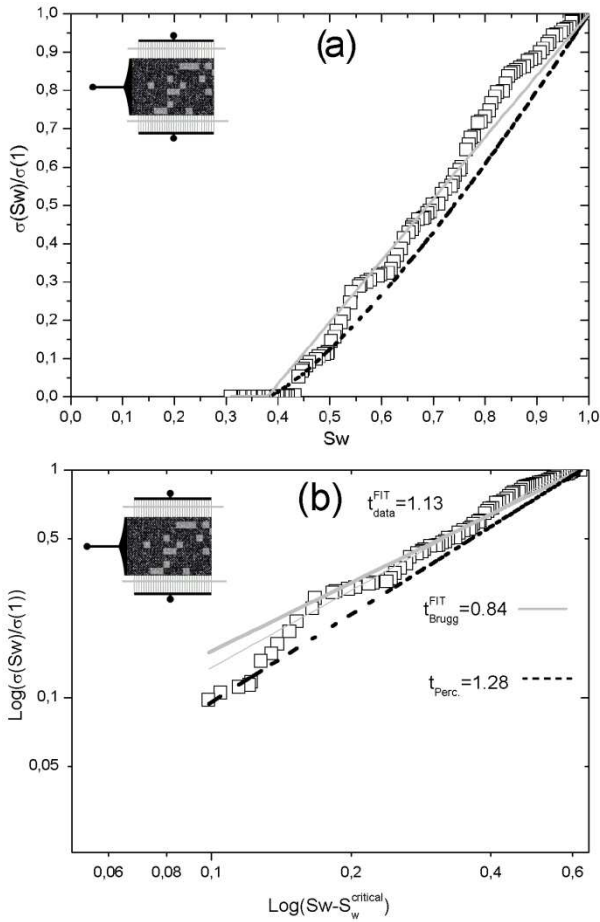 (a)
σ(Sw)/σ(1)
1,0
0,9
0,8
0,7
0,6
0,5
0,4
0,3
0,2
0,1
0,0
0,0 0,1 0,2 0,3 0,4 0,5 0,6 0,7 0,8 0,9 1,0
Sw
(b)
Log(σ(Sw)/σ(1))
1
0,5
0,1
0,05
t_data^FIT=1.13
t_Brugg^FIT=0.84
t_Perc.=1.28
0,06 0,08 0,1 0,2 0,4 0,6
Log(Sw-S_w^critical)